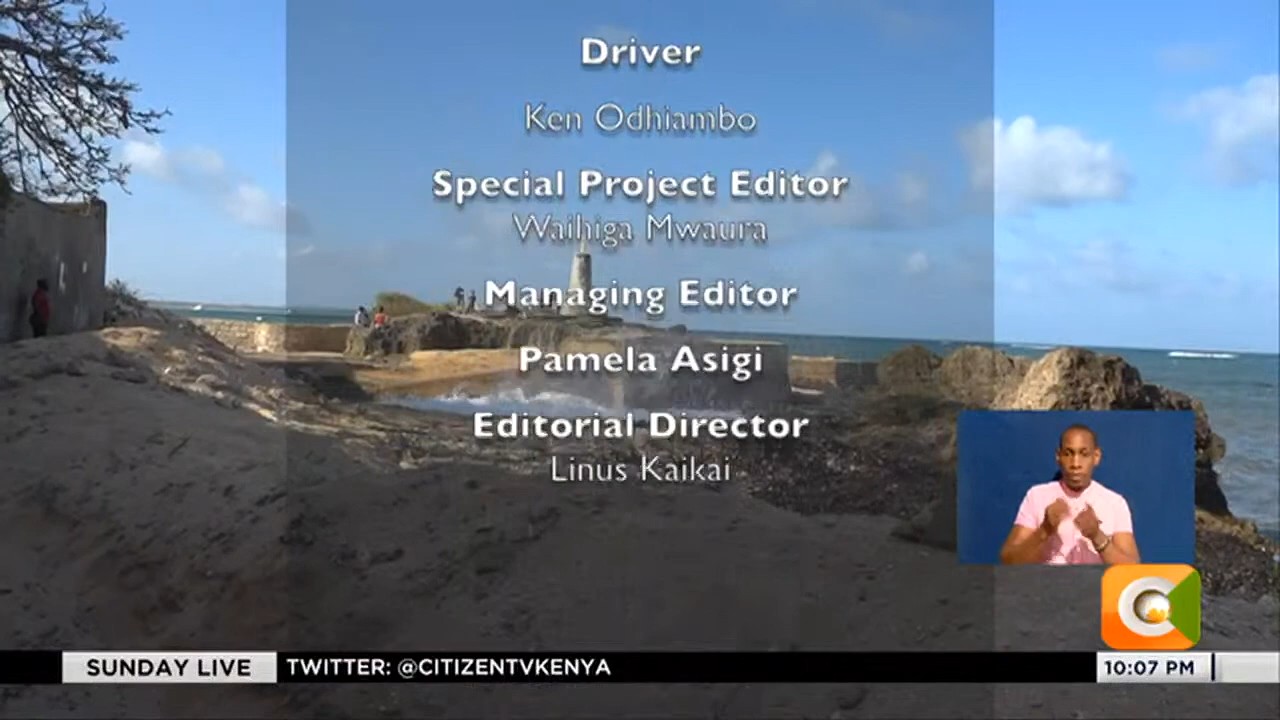 Driver
Ken Odhiambo
Special Project Editor
Waihiga Mwaura
Managing Editor
Pamela Asigi
Editorial Director
Linus Kaikai
SUNDAY LIVE
TWITTER: @CITIZENTVKENYA
10:07 PM